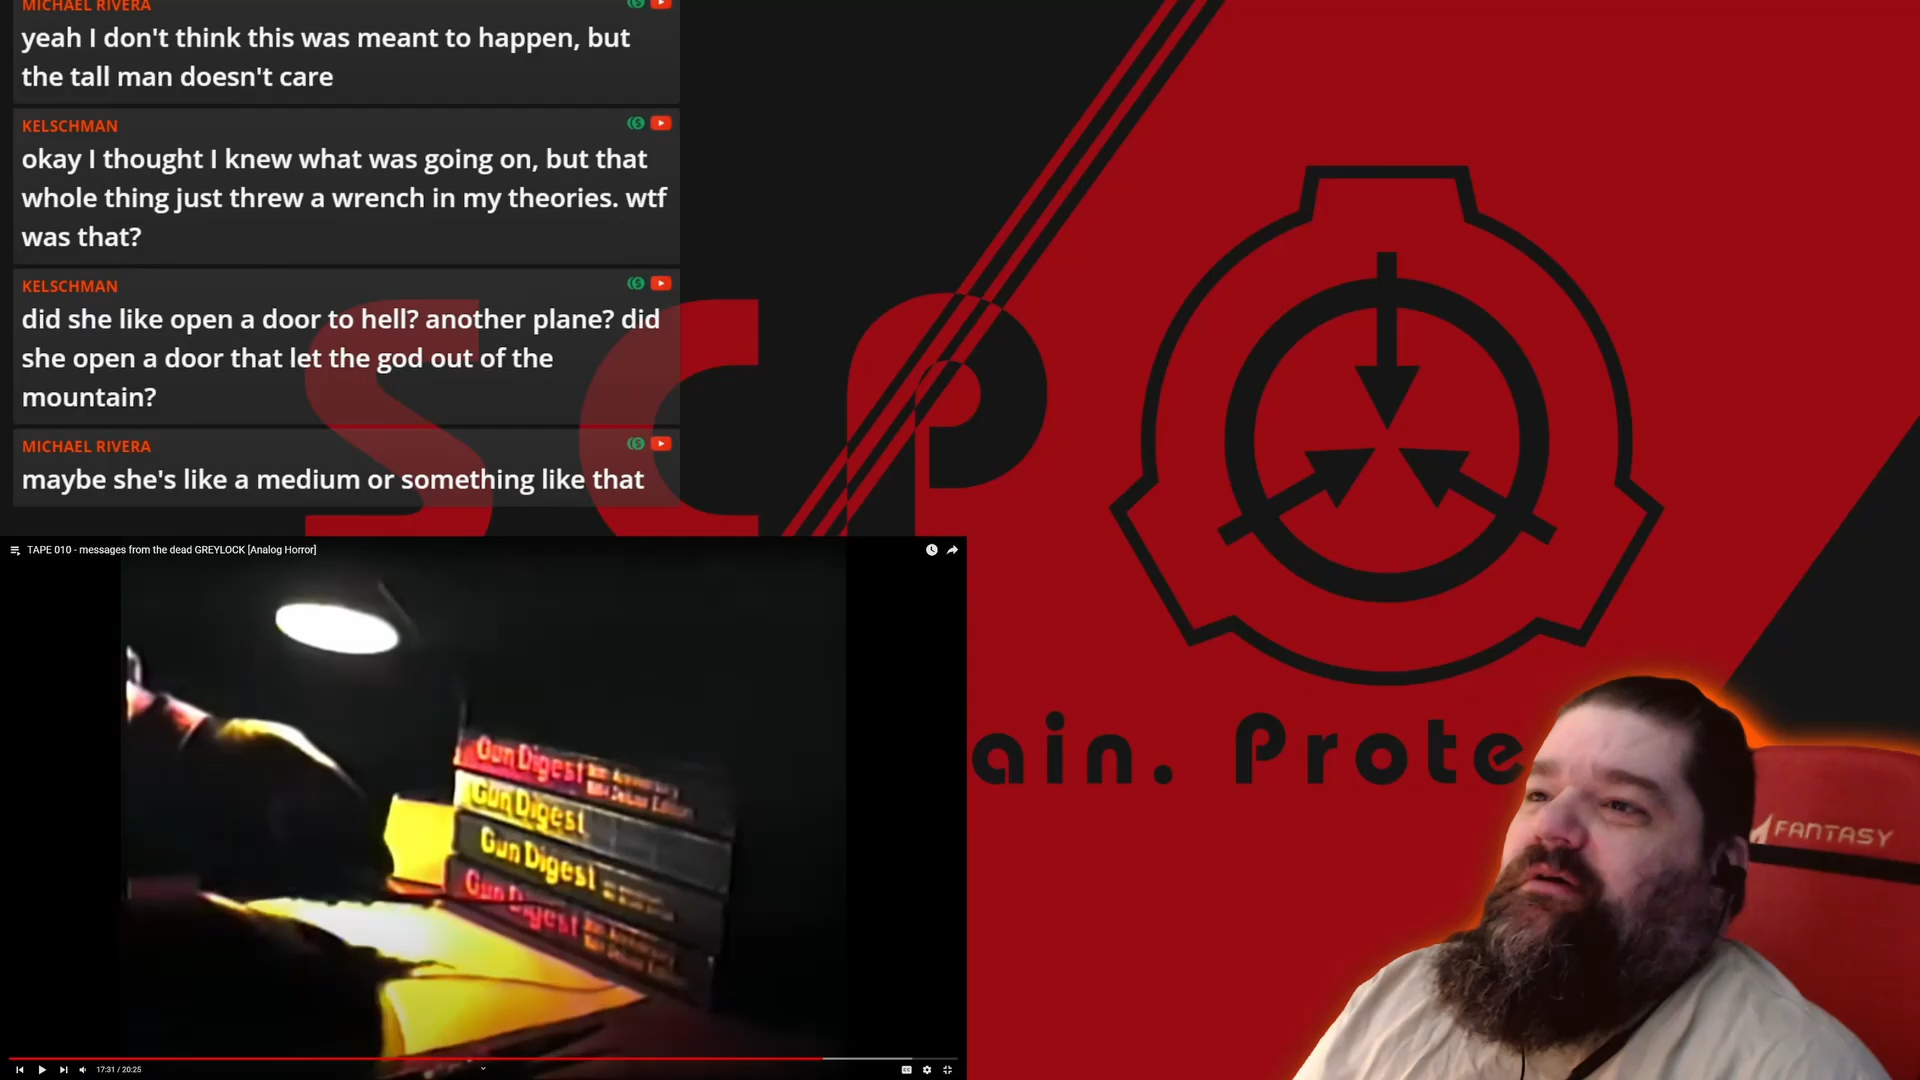 MICHAEL RIVERA
yeah I don't think this was meant to happen, but
the tall man doesn't care
KELSCHMAN
okay I thought I knew what was going on, but that
whole thing just threw a wrench in my theories. wtf
was that?
KELSCHMAN
did she like open a door to hell? another plane? did
she open a door that let the god out of the
mountain?
MICHAEL RIVERA
maybe she's like a medium or something like that
SCP
TAPE 010 - messages from the dead GREYLOCK [Analog Horror]
Gun Digest
Gun Digest
Gun Digest
Gun Digest
ain. Prote
FANTASY
17:31 / 20:25